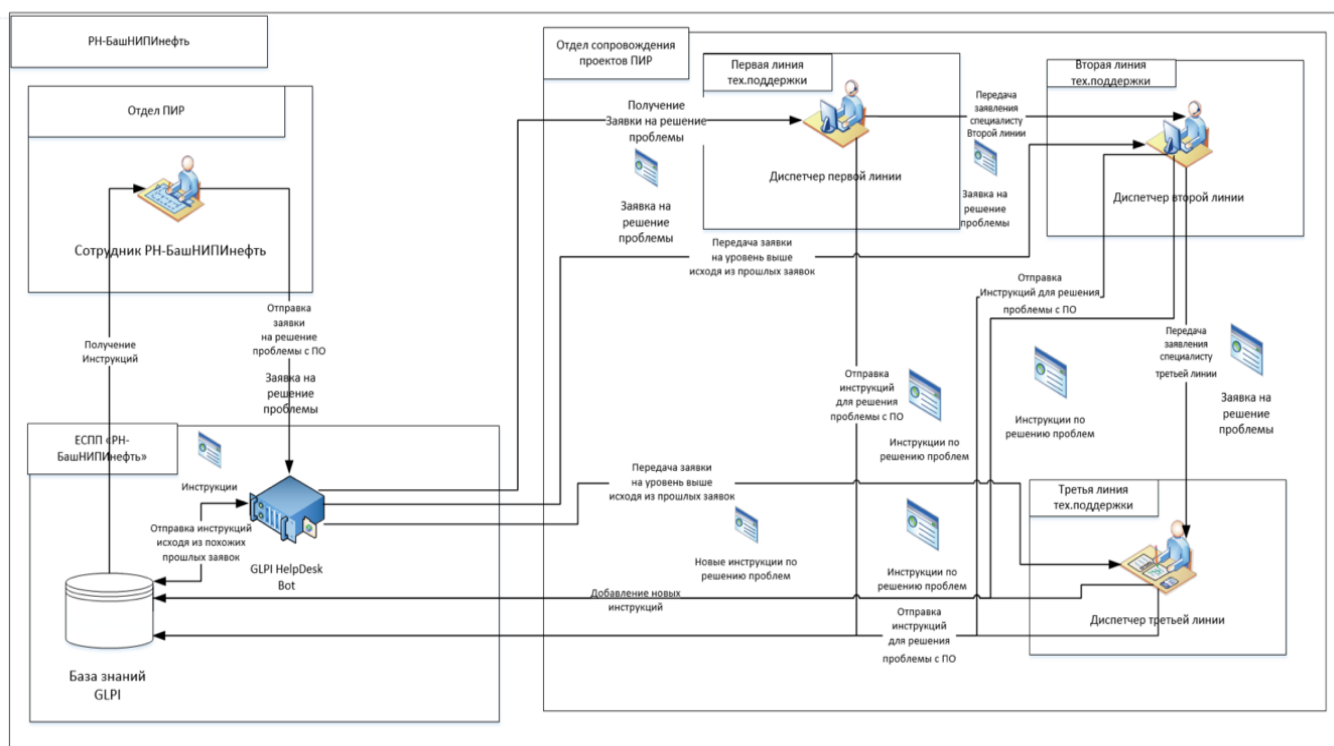 РН-БашНИПИнефть
Отдел ПИР
Сотрудник РН-БашНИПИнефть
Получение
Инструкций
Отправка
заявки
на решение
проблемы с ПО
Заявка на
решение
проблемы
ЕСПП «РН-
БашНИПИнефть»
Инструкции
Отправка инструкций
исходя из похожих
прошлых заявок
GLPI HelpDesk
Bot
База знаний
GLPI
Отдел сопровождения
проектов ПИР
Первая линия
тех.поддержки
Диспетчер первой линии
Получение
Заявки на решение
проблемы
Заявка на
решение
проблемы
Передача
заявления
специалисту
Второй линии
Заявка на
решение
проблемы
Вторая линия
тех.поддержки
Диспетчер второй линии
Передача заявки
на уровень выше
исходя из прошлых заявок
Отправка
Инструкций для решения
проблемы с ПО
Передача
заявления
специалисту
третьей линии
Заявка на
решение
проблемы
Отправка
инструкций
для решения
проблемы с ПО
Инструкции по
решению проблем
Инструкции по
решению проблем
Передача заявки
на уровень выше
исходя из прошлых заявок
Новые инструкции по
решению проблем
Инструкции по
решению проблем
Добавление новых
инструкций
Отправка
инструкций
для решения
проблемы с ПО
Третья линия
тех.поддержки
Диспетчер третьей линии